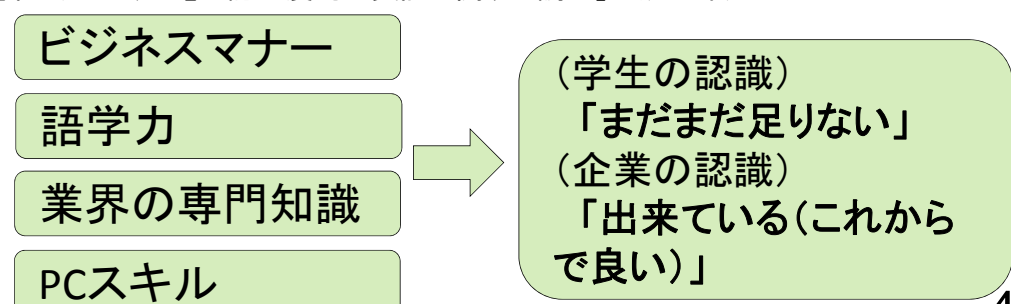 ビジネスマナー
語学力
業界の専門知識
PCスキル
（学生の認識）
「まだまだ足りない」
（企業の認識）
「出来ている（これから
で良い）」
4